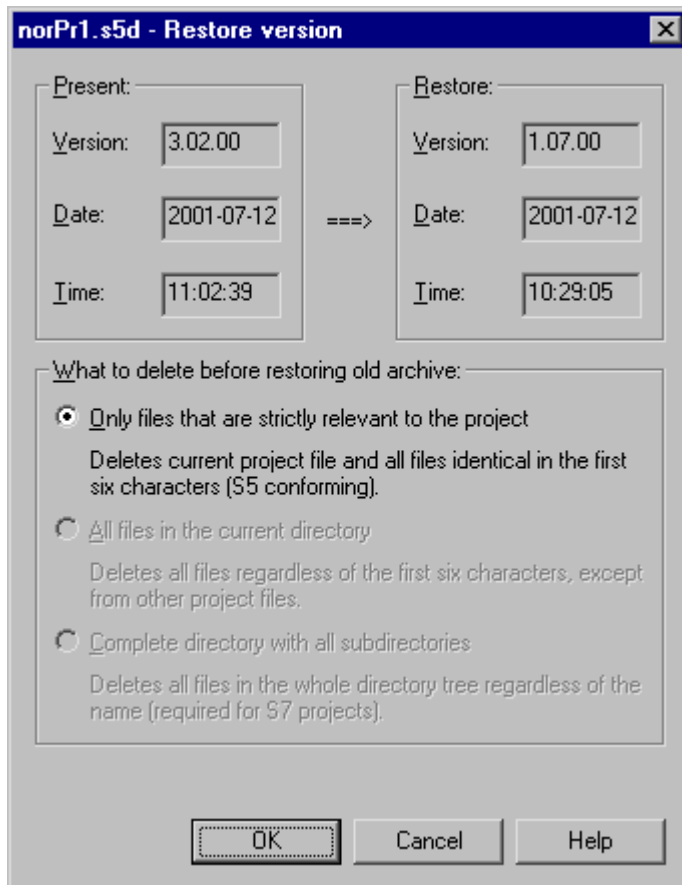 norPr1.s5d - Restore version
Present:
Version: 3.02.00
Date: 2001-07-12
Time: 11:02:39
===>
Restore:
Version: 1.07.00
Date: 2001-07-12
Time: 10:29:05
What to delete before restoring old archive:
Only files that are strictly relevant to the project
Deletes current project file and all files identical in the first
six characters (S5 conforming).
All files in the current directory
Deletes all files regardless of the first six characters, except
from other project files.
Complete directory with all subdirectories
Deletes all files in the whole directory tree regardless of the
name (required for S7 projects).
OK Cancel Help